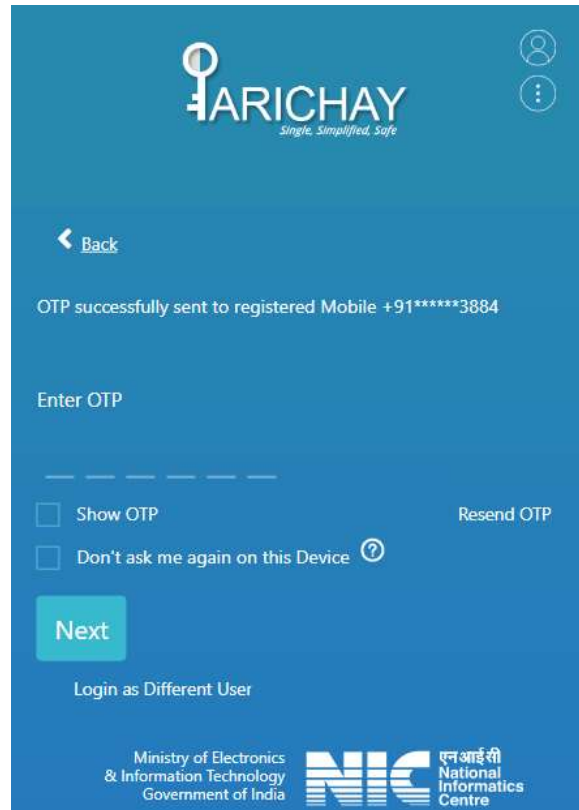 PARICHAY
Single, Simplified, Safe
Back
OTP successfully sent to registered Mobile +91******3884
Enter OTP
Show OTP
Resend OTP
Don't ask me again on this Device ?
Next
Login as Different User
Ministry of Electronics
& Information Technology
Government of India
NIC
एनआईसी
National
Informatics
Centre